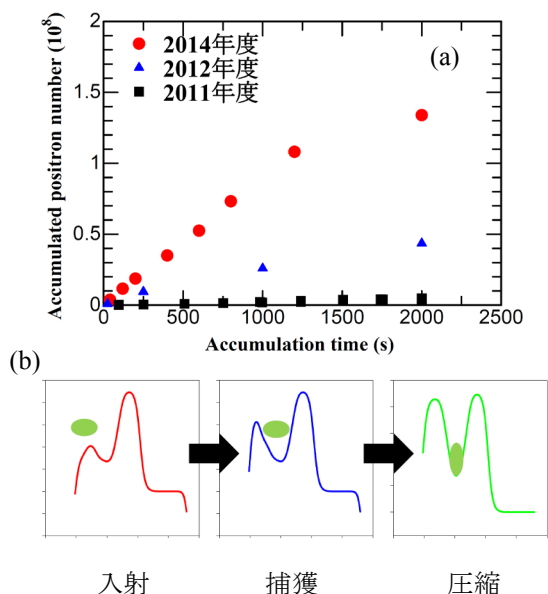 (a)
2014年度
2012年度
2011年度
Accumulated positron number (10⁸)
2
1.5
1
0.5
0
0 500 1000 1500 2000 2500
Accumulation time (s)
(b)
入射 捕獲 圧縮